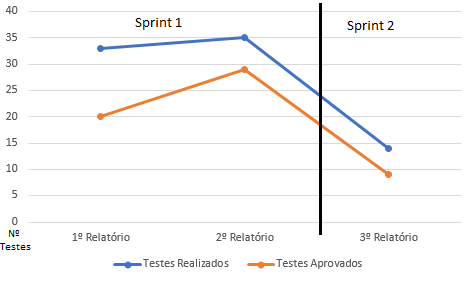 Sprint 1
Sprint 2
40
35
30
25
20
15
10
5
0
Nº
Testes
1º Relatório
2º Relatório
3º Relatório
Testes Realizados
Testes Aprovados